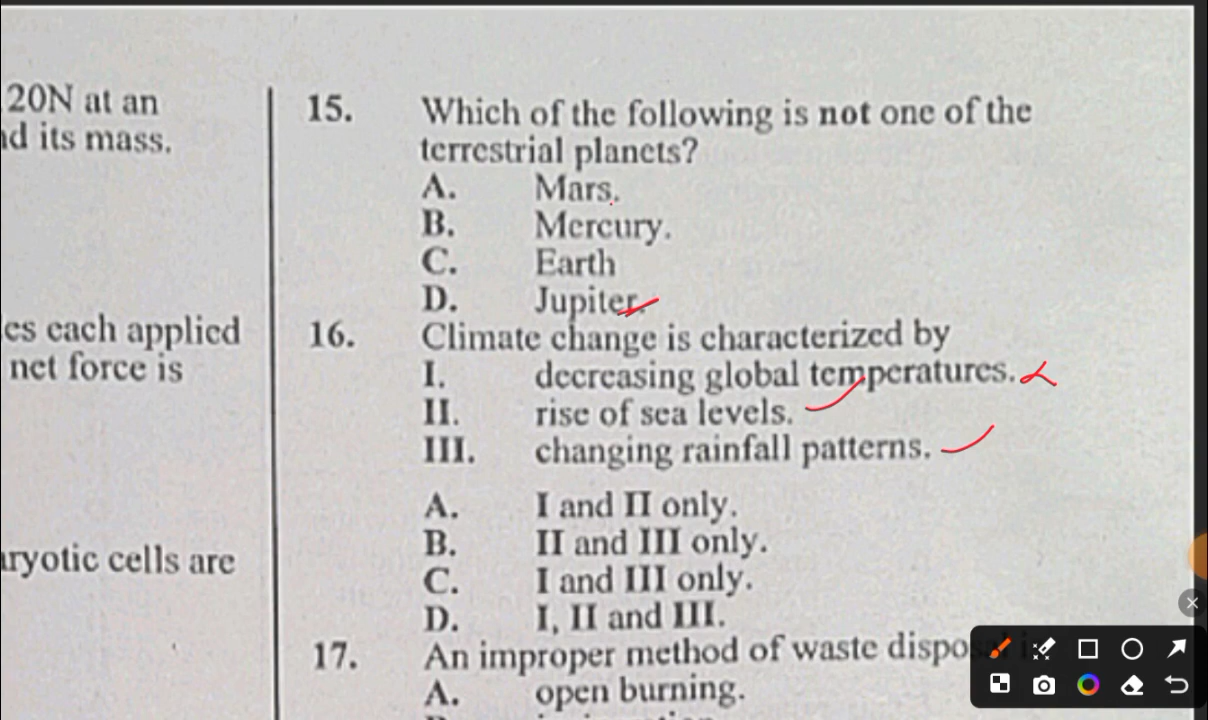 20N at an
d its mass.
es each applied
net force is
ryotic cells are
15. Which of the following is not one of the
terrestrial planets?
A. Mars.
B. Mercury.
C. Earth
D. Jupiter.
16. Climate change is characterized by
I. decreasing global temperatures.
II. rise of sea levels.
III. changing rainfall patterns.
A. I and II only.
B. II and III only.
C. I and III only.
D. I, II and III.
17. An improper method of waste
A. open burning.